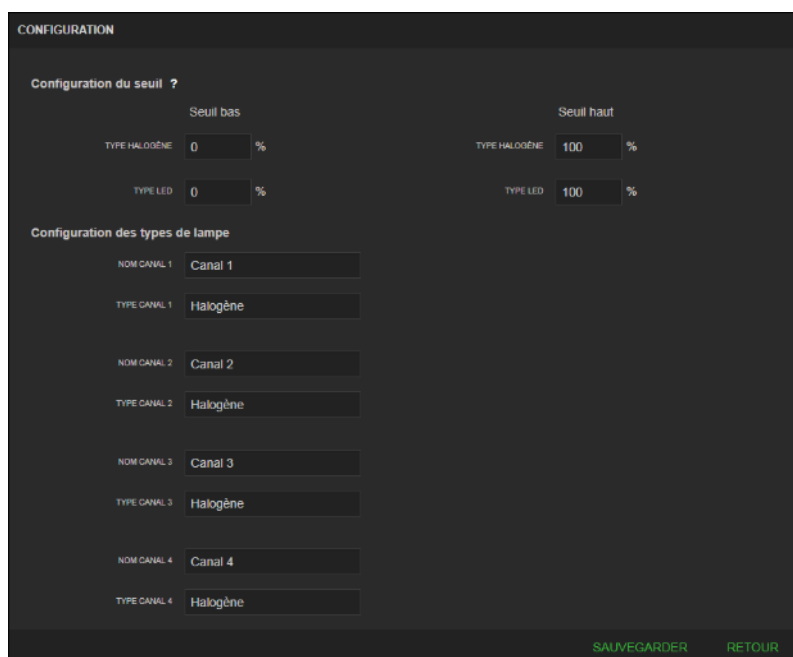 CONFIGURATION
Configuration du seuil ?
Seuil bas Seuil haut
TYPE HALOGÈNE 0 % TYPE HALOGÈNE 100 %
TYPE LED 0 % TYPE LED 100 %
Configuration des types de lampe
NOM CANAL 1 Canal 1
TYPE CANAL 1 Halogène
NOM CANAL 2 Canal 2
TYPE CANAL 2 Halogène
NOM CANAL 3 Canal 3
TYPE CANAL 3 Halogène
NOM CANAL 4 Canal 4
TYPE CANAL 4 Halogène
SAUVEGARDER RETOUR